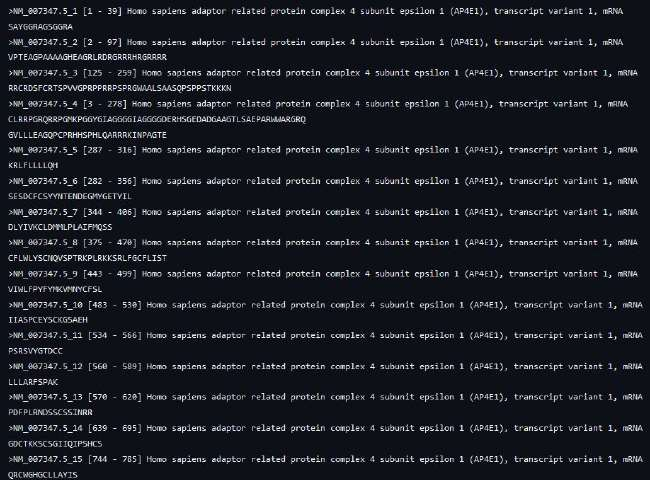 >NM_007347.5_1 [1 - 39] Homo sapiens adaptor related protein complex 4 subunit epsilon 1 (AP4E1), transcript variant 1, mRNA
SAYGGRAGSGGRA
>NM_007347.5_2 [2 - 97] Homo sapiens adaptor related protein complex 4 subunit epsilon 1 (AP4E1), transcript variant 1, mRNA
VPTEAGPAAAAGHEAGRLRDRGRRRHRGRRRR
>NM_007347.5_3 [125 - 259] Homo sapiens adaptor related protein complex 4 subunit epsilon 1 (AP4E1), transcript variant 1, mRNA
RRCRDSFCRTSPVVGPRPPRRPSPRGWAALSAASQPSPPSTKKKN
>NM_007347.5_4 [3 - 278] Homo sapiens adaptor related protein complex 4 subunit epsilon 1 (AP4E1), transcript variant 1, mRNA
CLRRPGRQRRPGMKPGGYGIAGGGGIAGGGGDERHSGEDADGAAGTLSAEPARWWARGRQ
GVLLLEAGQPCPRHHSPHLQARRRKINPAGTE
>NM_007347.5_5 [287 - 316] Homo sapiens adaptor related protein complex 4 subunit epsilon 1 (AP4E1), transcript variant 1, mRNA
KRLFLLLLQH
>NM_007347.5_6 [282 - 356] Homo sapiens adaptor related protein complex 4 subunit epsilon 1 (AP4E1), transcript variant 1, mRNA
SESDCFCSYYNTENDEGMYGETVIL
>NM_007347.5_7 [344 - 406] Homo sapiens adaptor related protein complex 4 subunit epsilon 1 (AP4E1), transcript variant 1, mRNA
DLYIVKCLDMMLPLAIFMQSS
>NM_007347.5_8 [375 - 470] Homo sapiens adaptor related protein complex 4 subunit epsilon 1 (AP4E1), transcript variant 1, mRNA
CFLWLYSCNQVSPTRKPLRKKSRLFGCFLIST
>NM_007347.5_9 [443 - 499] Homo sapiens adaptor related protein complex 4 subunit epsilon 1 (AP4E1), transcript variant 1, mRNA
VIWLFPYFYMKVMNYCFSL
>NM_007347.5_10 [483 - 530] Homo sapiens adaptor related protein complex 4 subunit epsilon 1 (AP4E1), transcript variant 1, mRNA
IIASPCEYSCKGSAEH
>NM_007347.5_11 [534 - 566] Homo sapiens adaptor related protein complex 4 subunit epsilon 1 (AP4E1), transcript variant 1, mRNA
PSRSVYGTDCC
>NM_007347.5_12 [560 - 589] Homo sapiens adaptor related protein complex 4 subunit epsilon 1 (AP4E1), transcript variant 1, mRNA
LLLARFSPAK
>NM_007347.5_13 [570 - 620] Homo sapiens adaptor related protein complex 4 subunit epsilon 1 (AP4E1), transcript variant 1, mRNA
PDFPLRNDSSCSSINRR
>NM_007347.5_14 [639 - 695] Homo sapiens adaptor related protein complex 4 subunit epsilon 1 (AP4E1), transcript variant 1, mRNA
GDCTKKSCSGIIQIPSHCS
>NM_007347.5_15 [744 - 785] Homo sapiens adaptor related protein complex 4 subunit epsilon 1 (AP4E1), transcript variant 1, mRNA
QRCWGHGCLLAYIS